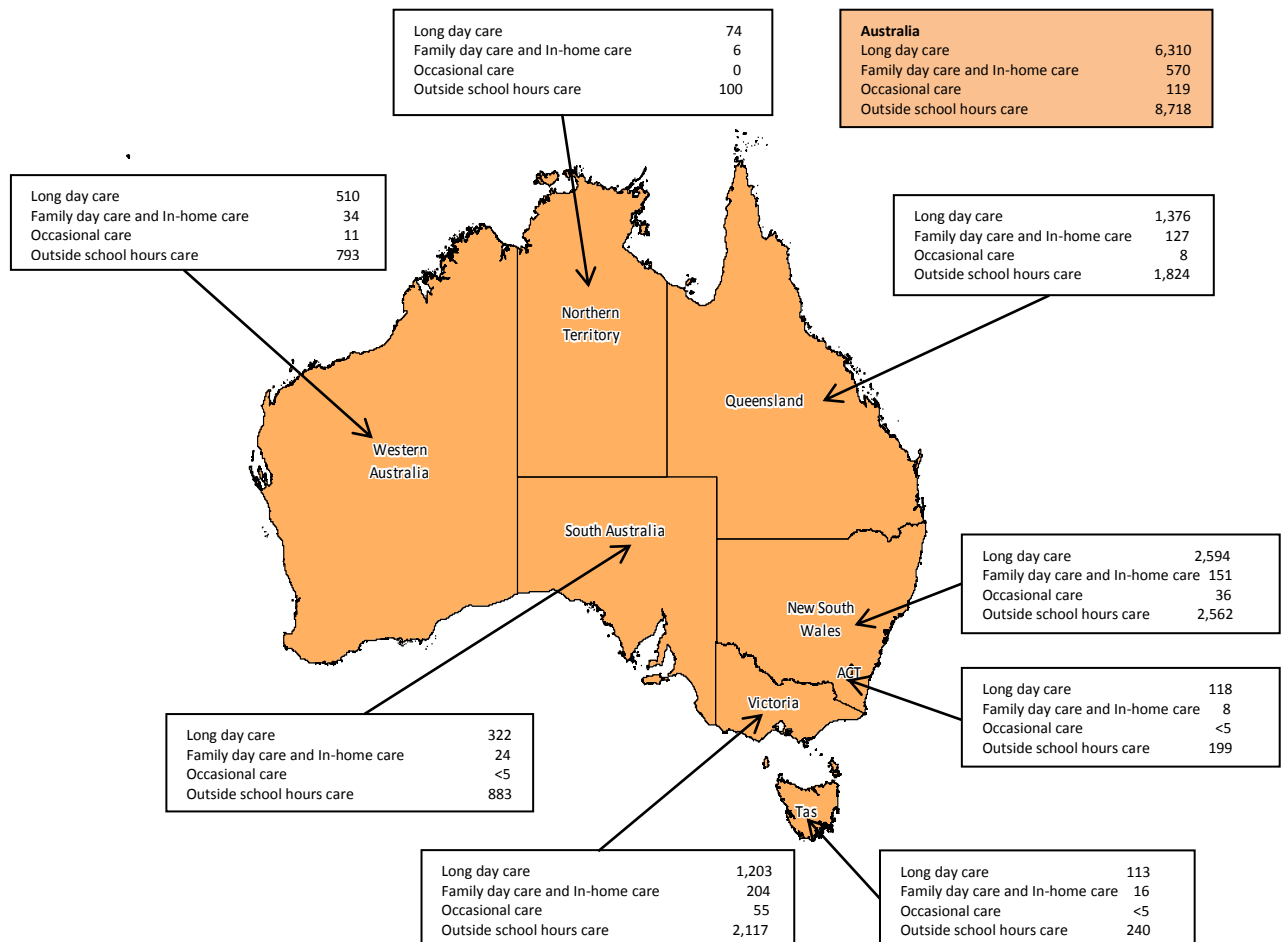 Long day care 74
Family day care and In-home care 6
Occasional care 0
Outside school hours care 100
Australia
Long day care 6,310
Family day care and In-home care 570
Occasional care 119
Outside school hours care 8,718
Long day care 510
Family day care and In-home care 34
Occasional care 11
Outside school hours care 793
Long day care 1,376
Family day care and In-home care 127
Occasional care 8
Outside school hours care 1,824
Northern
Territory
Queensland
Western
Australia
South Australia
Long day care 2,594
Family day care and In-home care 151
Occasional care 36
Outside school hours care 2,562
New South
Wales
ACT
Long day care 118
Family day care and In-home care 8
Occasional care <5
Outside school hours care 199
Victoria
Long day care 322
Family day care and In-home care 24
Occasional care <5
Outside school hours care 883
Tas
Long day care 1,203
Family day care and In-home care 204
Occasional care 55
Outside school hours care 2,117
Long day care 113
Family day care and In-home care 16
Occasional care <5
Outside school hours care 240